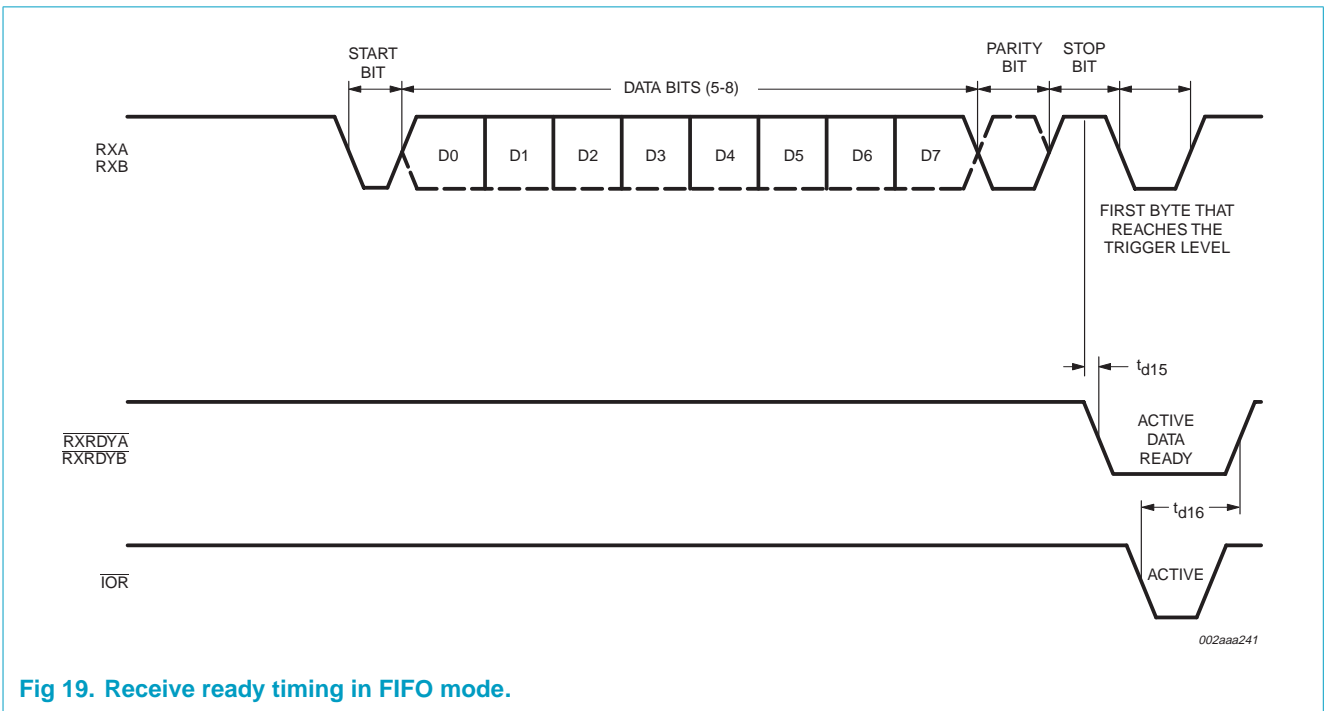 START
BIT
DATA BITS (5-8)
PARITY
BIT
STOP
BIT
RXA
RXB
D0 D1 D2 D3 D4 D5 D6 D7
FIRST BYTE THAT
REACHES THE
TRIGGER LEVEL
td15
RXRDYA
RXRDYB
ACTIVE
DATA
READY
td16
IOR
ACTIVE
002aaa241
Fig 19. Receive ready timing in FIFO mode.